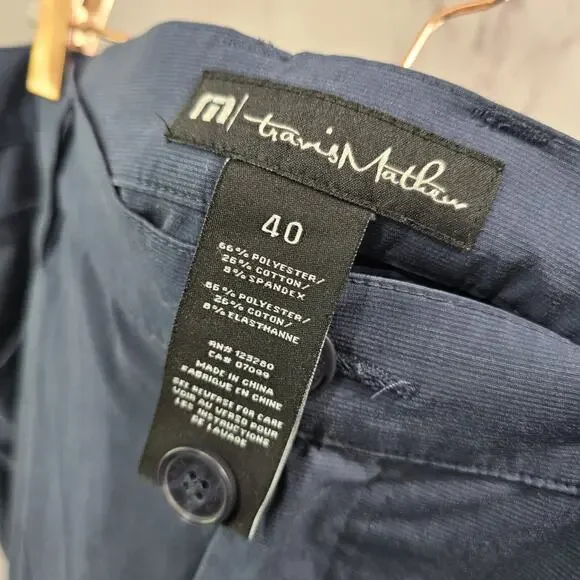 m/travisMathew
40
66% POLYESTER/
26% COTTON/
8% SPANDEX
66% POLYESTER/
26% COTON/
8% ELASTHANNE
RN# 123280
CA# 07099
MADE IN CHINA
FABRIQUE EN CHINE
SEE REVERSE FOR CARE
VOIR AU VERSO POUR
LES INSTRUCTIONS
DE LAVAGE